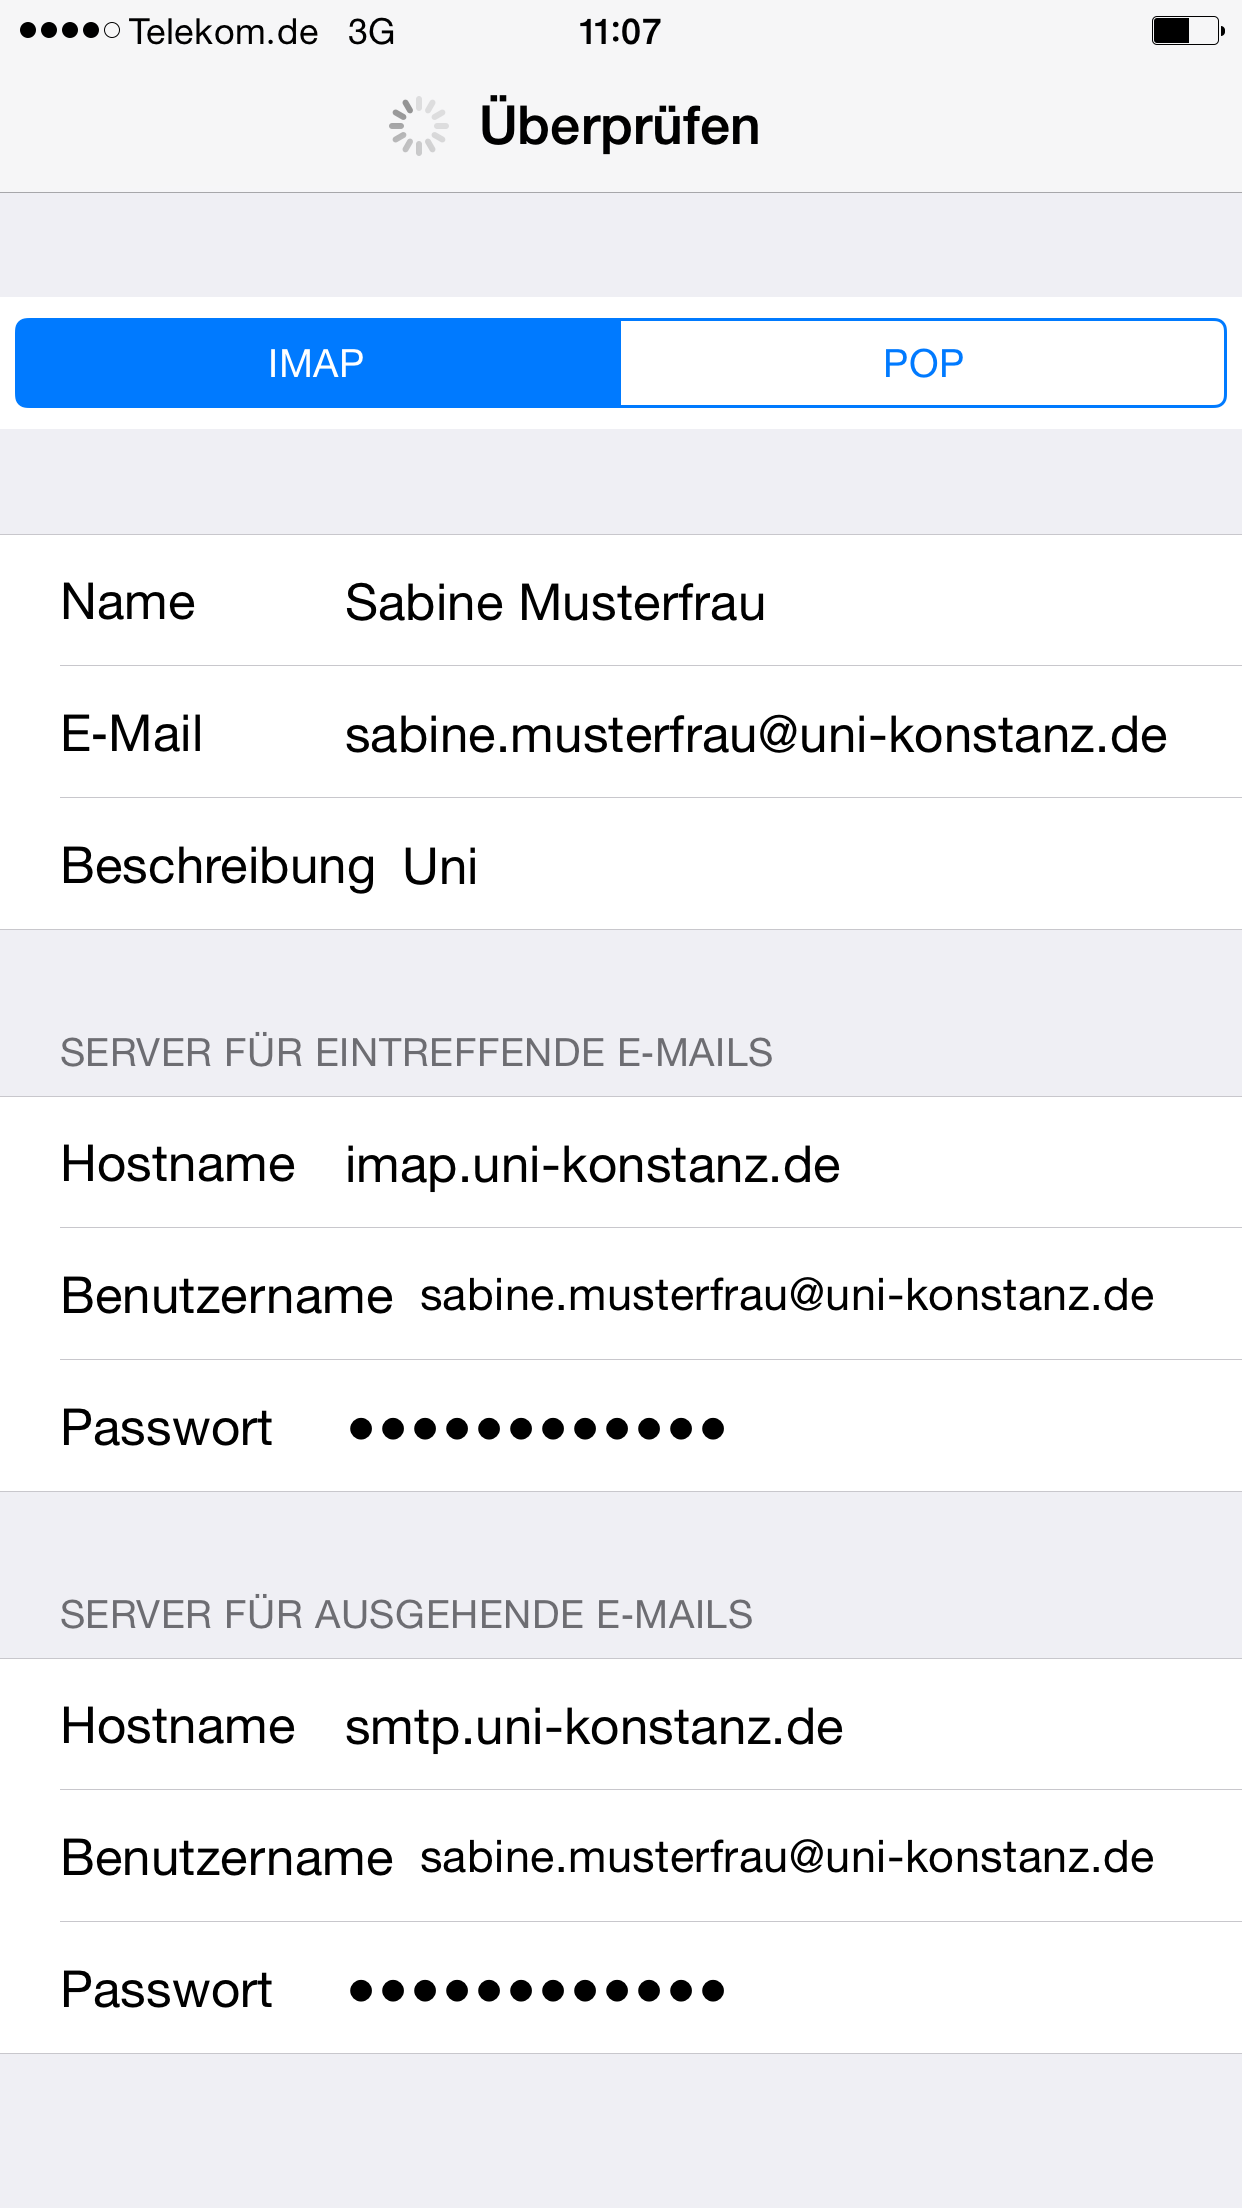 Telekom.de 3G 11:07
Überprüfen
IMAP POP
Name Sabine Musterfrau
E-Mail sabine.musterfrau@uni-konstanz.de
Beschreibung Uni
SERVER FÜR EINTREFFENDE E-MAILS
Hostname imap.uni-konstanz.de
Benutzername sabine.musterfrau@uni-konstanz.de
Passwort ●●●●●●●●●●●●
SERVER FÜR AUSGEHENDE E-MAILS
Hostname smtp.uni-konstanz.de
Benutzername sabine.musterfrau@uni-konstanz.de
Passwort ●●●●●●●●●●●●